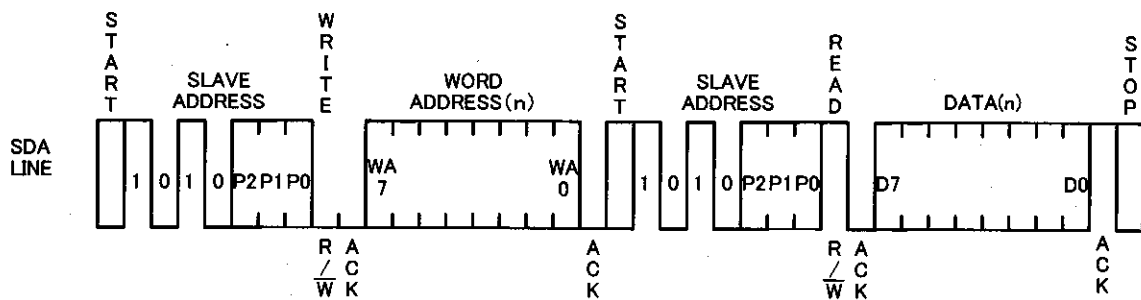 START
SLAVE
ADDRESS
WRITE
WORD
ADDRESS(n)
START
SLAVE
ADDRESS
READ
DATA(n)
STOP
SDA
LINE
1 0 1 0 P2 P1 P0
WA
7
WA
0
1 0 1 0 P2 P1 P0
D7
D0
R/W
ACK
ACK
R/W
ACK
ACK